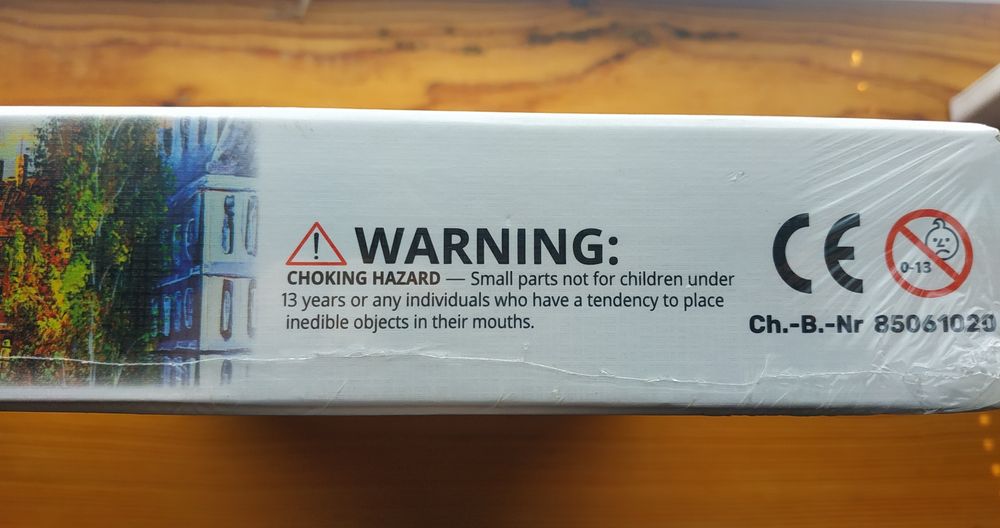 WARNING:
CHOKING HAZARD — Small parts not for children under
13 years or any individuals who have a tendency to place
inedible objects in their mouths.
CE
0-13
Ch.-B.-Nr 85061020